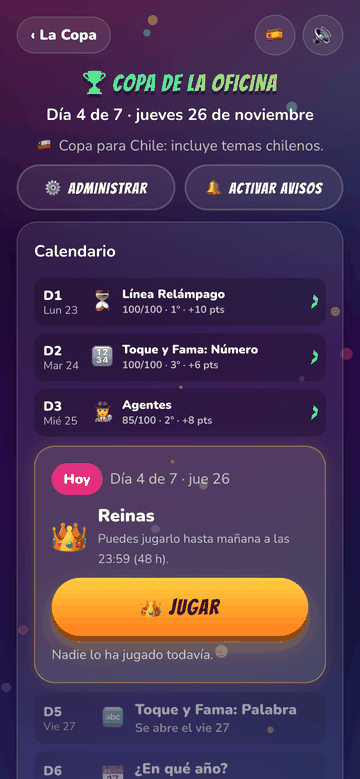 ‹ La Copa
COPA DE LA OFICINA
Día 4 de 7 · jueves 26 de noviembre
Copa para Chile: incluye temas chilenos.
ADMINISTRAR
ACTIVAR AVISOS
Calendario
D1
Lun 23
Línea Relámpago
100/100 · 1° · +10 pts
D2
Mar 24
Toque y Fama: Número
100/100 · 3° · +6 pts
D3
Mié 25
Agentes
85/100 · 2° · +8 pts
Hoy
Día 4 de 7 · jue 26
Reinas
Puedes jugarlo hasta mañana a las
23:59 (48 h).
JUGAR
Nadie lo ha jugado todavía.
D5
Vie 27
abc
Toque y Fama: Palabra
Se abre el vie 27
D6
¿En qué año?